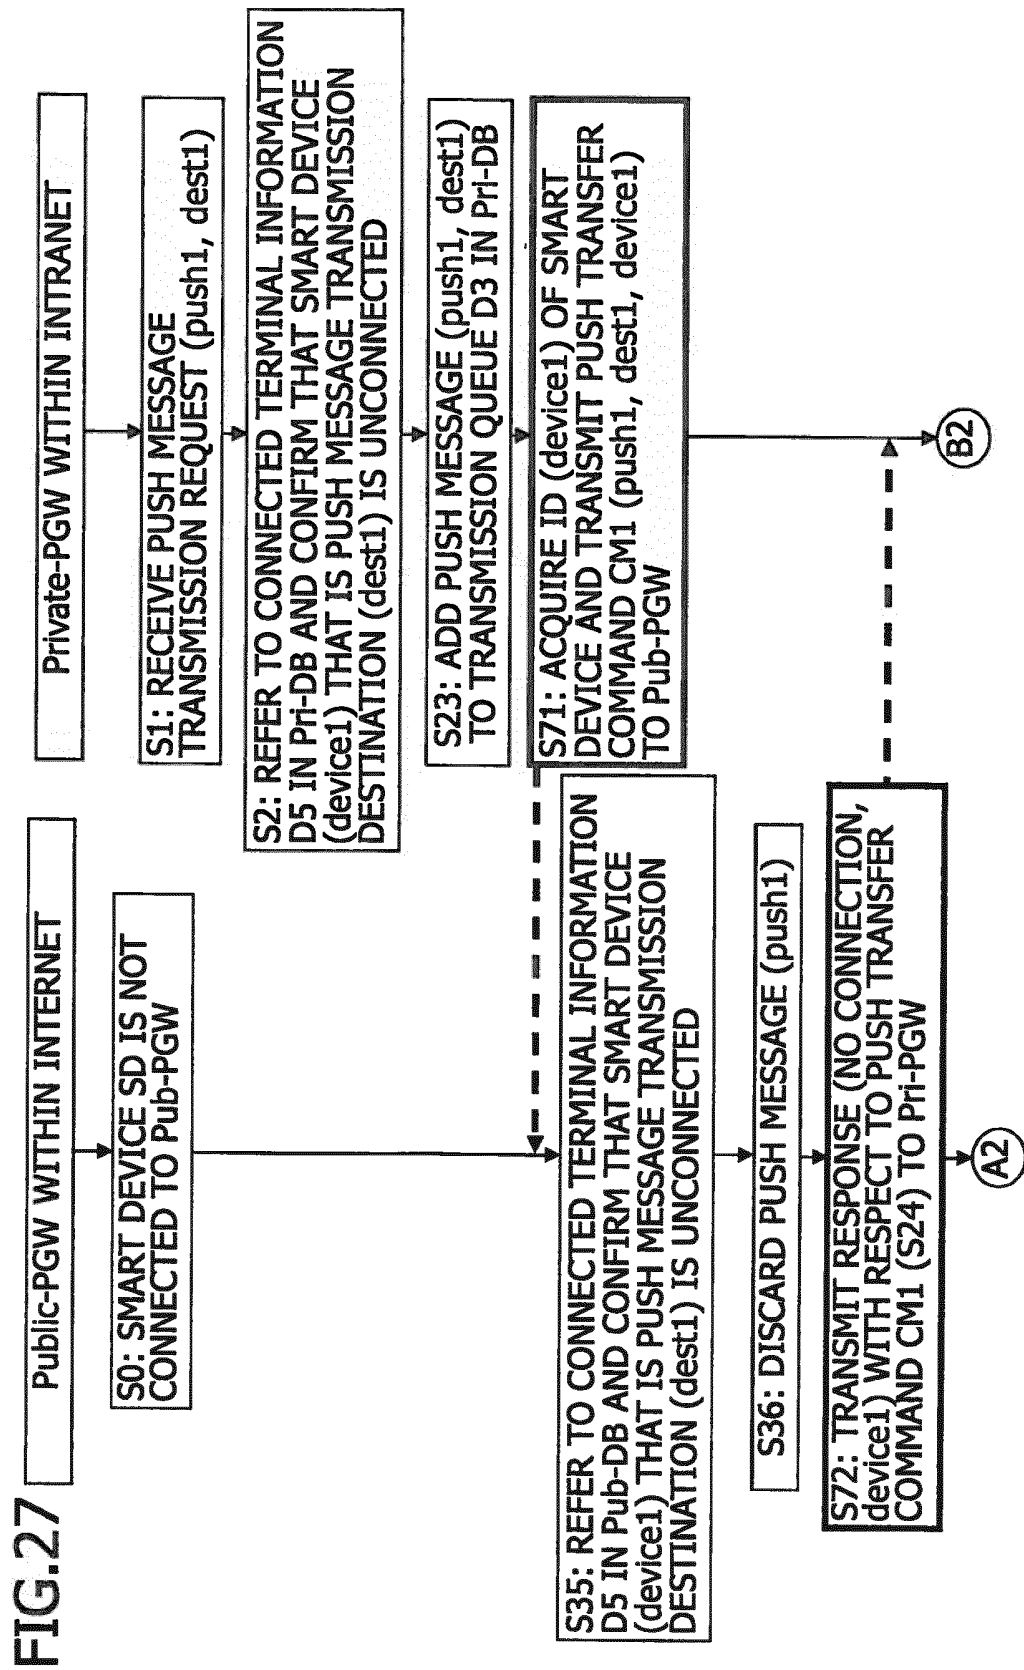 FIG.27
Public-PGW WITHIN INTERNET
S0: SMART DEVICE SD IS NOT
CONNECTED TO Pub-PGW
S35: REFER TO CONNECTED TERMINAL INFORMATION
D5 IN Pub-DB AND CONFIRM THAT SMART DEVICE
(device1) THAT IS PUSH MESSAGE TRANSMISSION
DESTINATION (dest1) IS UNCONNECTED
S36: DISCARD PUSH MESSAGE (push1)
S72: TRANSMIT RESPONSE (NO CONNECTION,
device1) WITH RESPECT TO PUSH TRANSFER
COMMAND CM1 (S24) TO Pri-PGW
A2
Private-PGW WITHIN INTRANET
S1: RECEIVE PUSH MESSAGE
TRANSMISSION REQUEST (push1, dest1)
S2: REFER TO CONNECTED TERMINAL INFORMATION
D5 IN Pri-DB AND CONFIRM THAT SMART DEVICE
(device1) THAT IS PUSH MESSAGE TRANSMISSION
DESTINATION (dest1) IS UNCONNECTED
S23: ADD PUSH MESSAGE (push1, dest1)
TO TRANSMISSION QUEUE D3 IN Pri-DB
S71: ACQUIRE ID (device1) OF SMART
DEVICE AND TRANSMIT PUSH TRANSFER
COMMAND CM1 (push1, dest1, device1)
TO Pub-PGW
B2